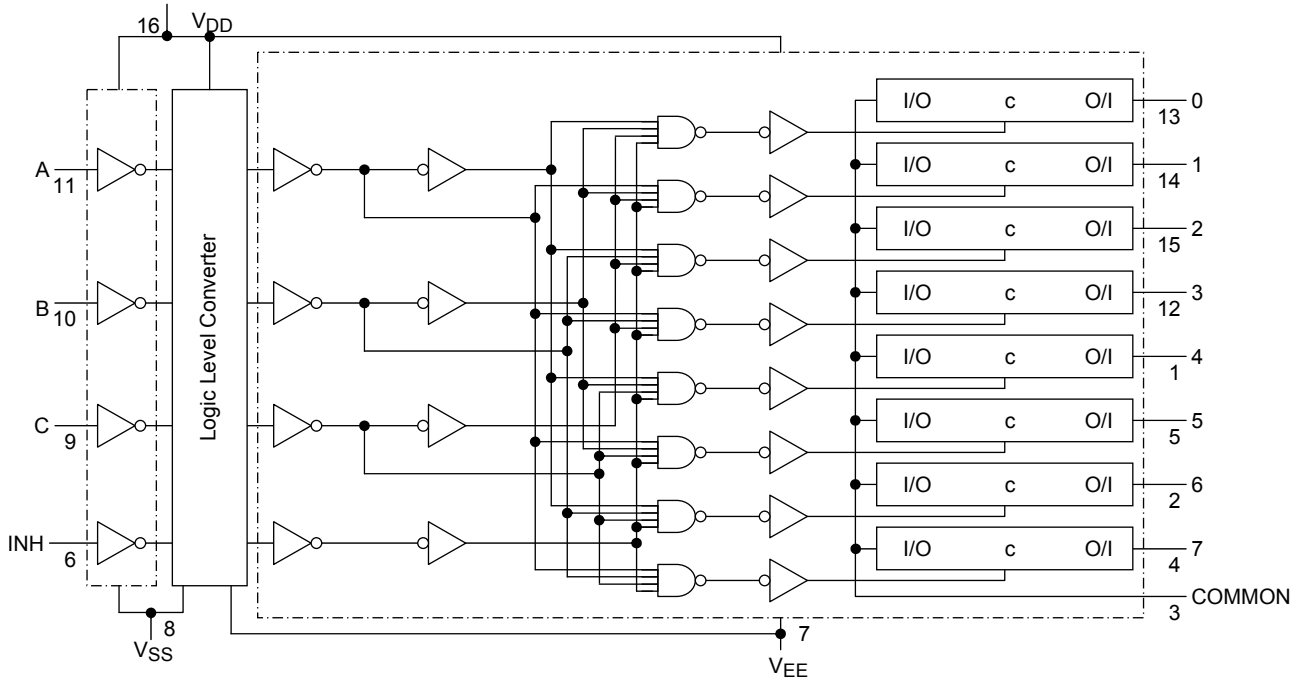 16 VDD
I/O c O/I 0
13
I/O c O/I 1
14
A
11
I/O c O/I 2
15
I/O c O/I 3
12
B
10
Logic Level Converter
I/O c O/I 4
1
I/O c O/I 5
5
C
9
I/O c O/I 6
2
I/O c O/I 7
4
INH
6
COMMON
3
8
VSS
7
VEE